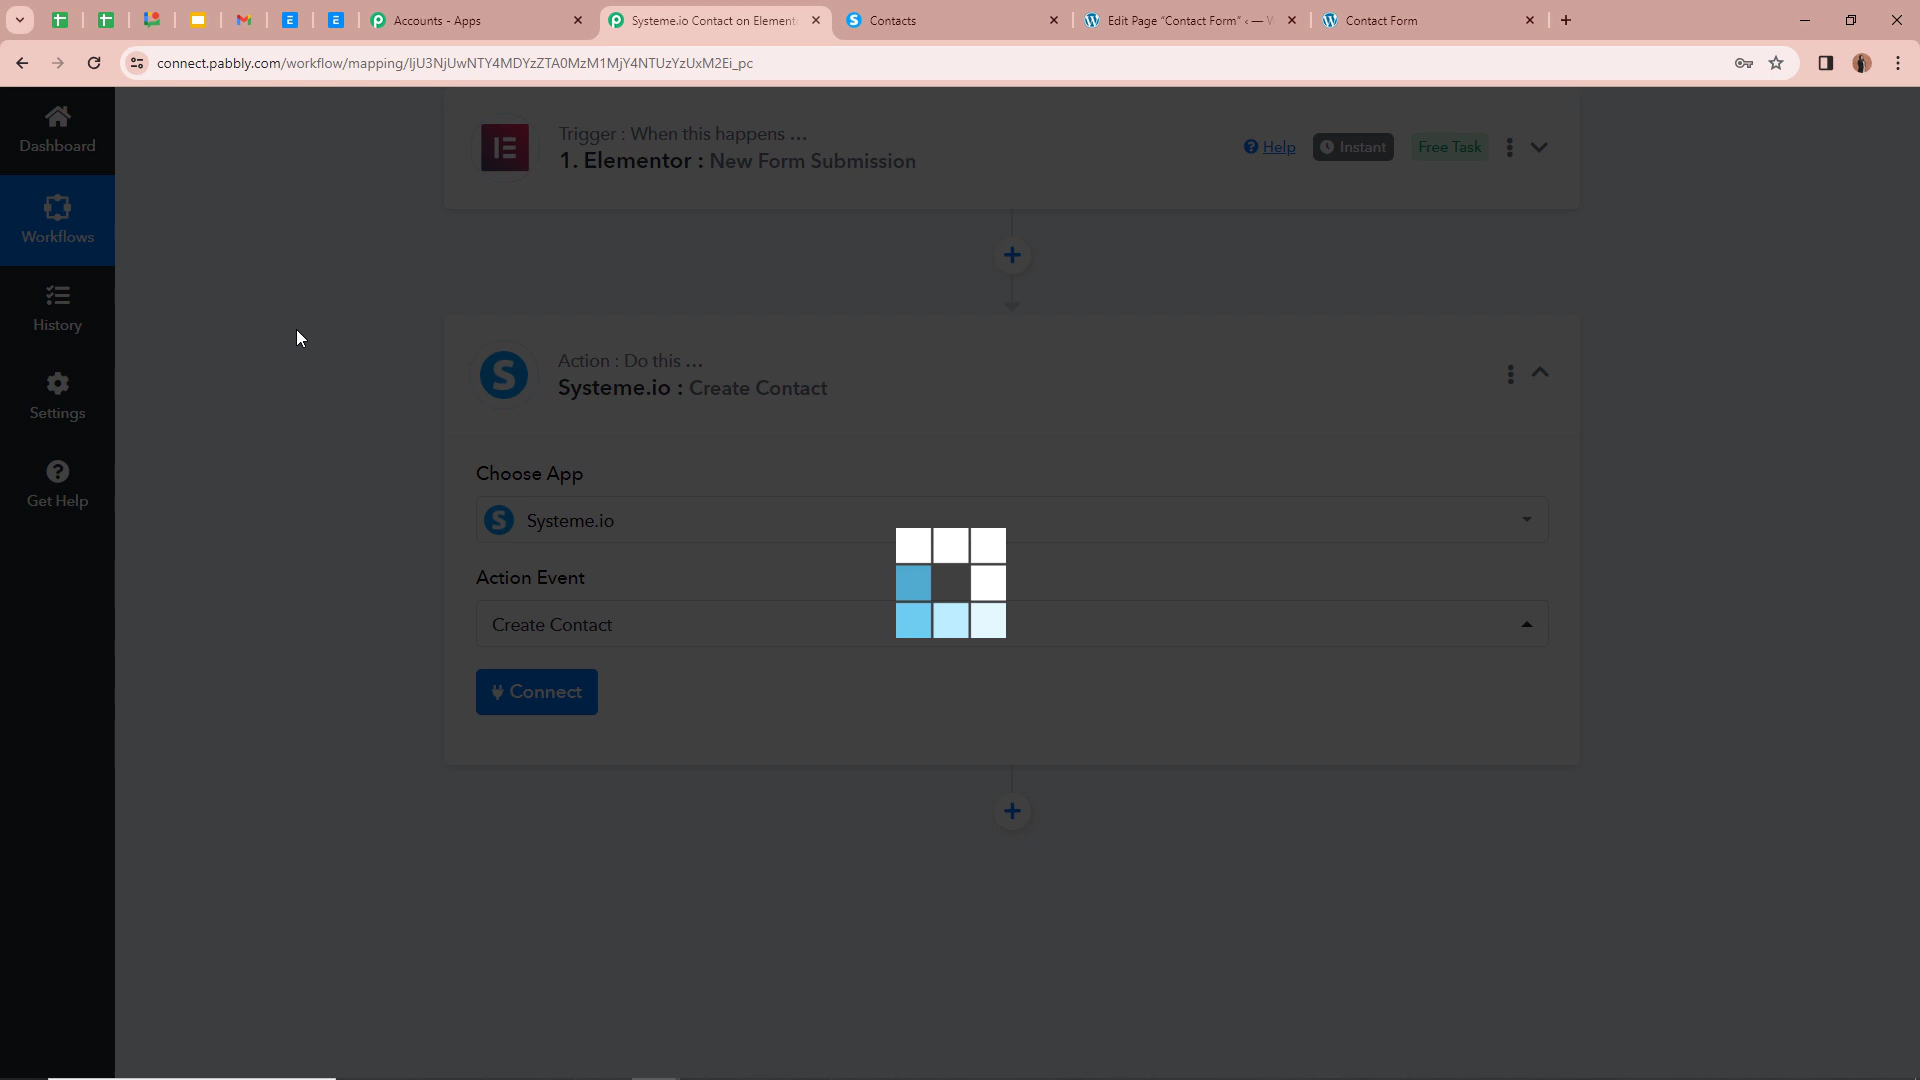 Accounts - Apps
Systeme.io Contact on Element
Contacts
Edit Page “Contact Form” ‹ — W
Contact Form
connect.pabbly.com/workflow/mapping/IjU3NjUwNTY4MDYzZTA0MzM1MjY4NTUzYzUxM2Ei_pc
Dashboard
Workflows
History
Settings
Get Help
Trigger : When this happens ...
1. Elementor : New Form Submission
Help
Instant
Free Task
Action : Do this ...
Systeme.io : Create Contact
Choose App
Systeme.io
Action Event
Create Contact
Connect